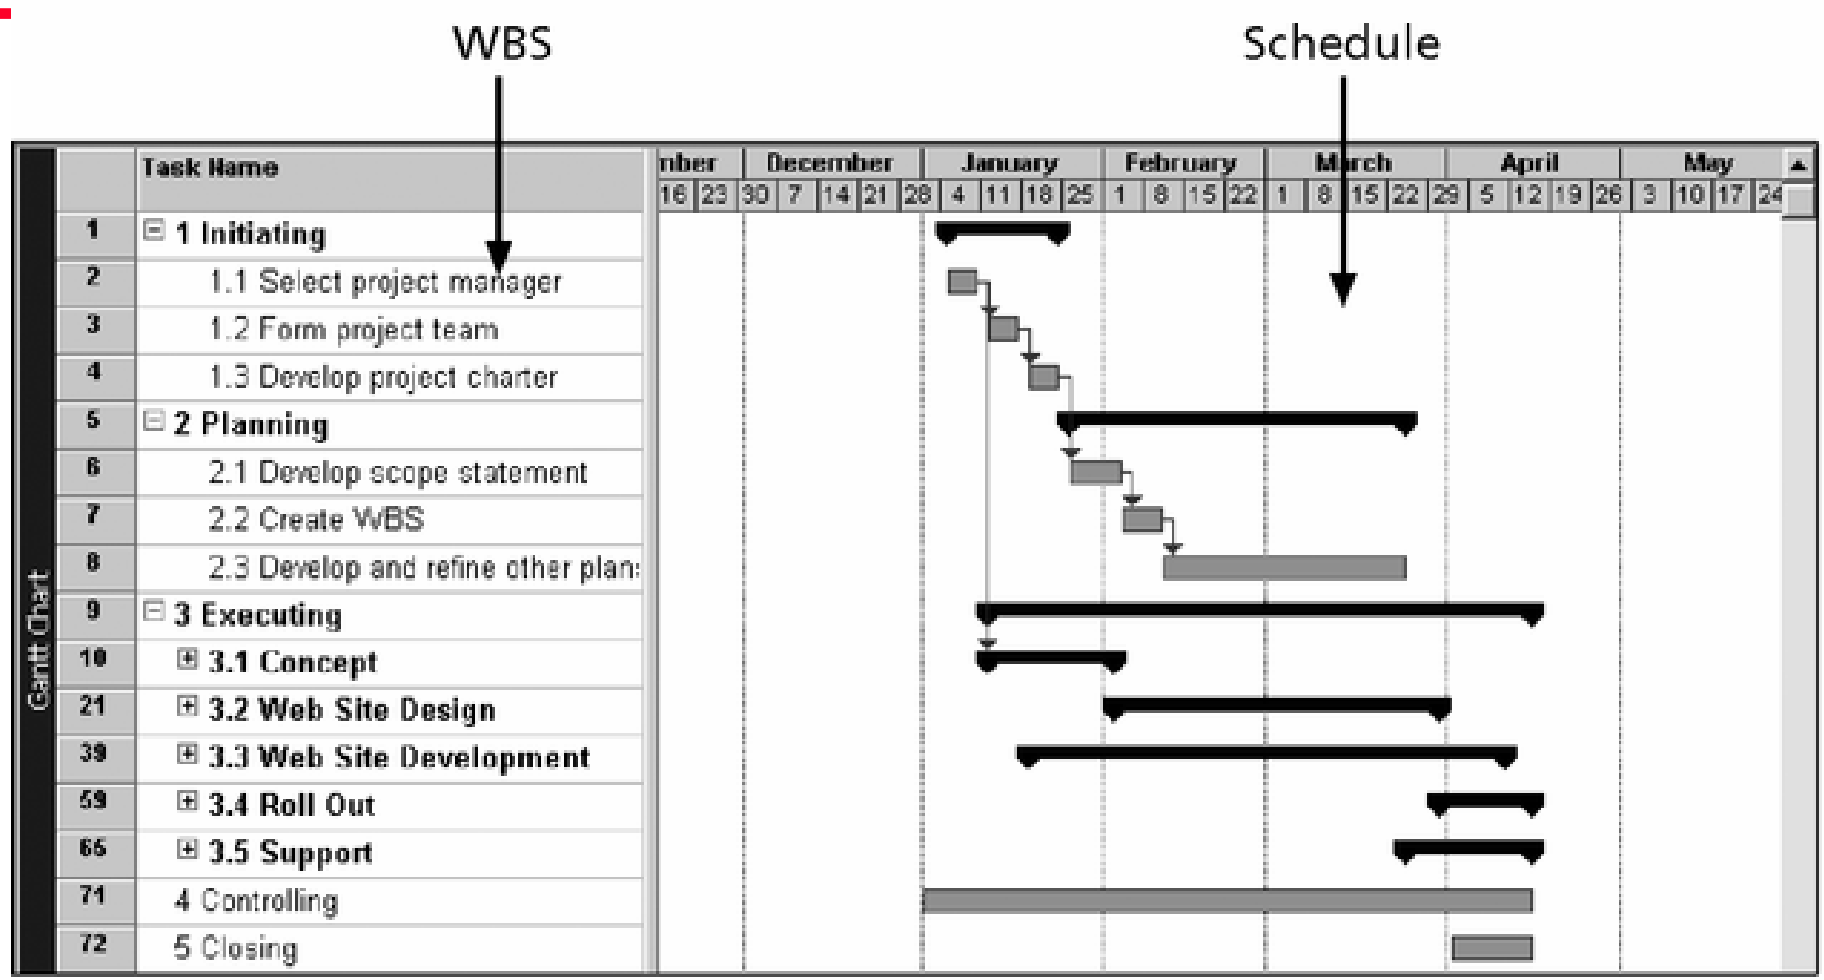 WBS Schedule
Task Name nber December January February March April May
16 23 30 7 14 21 28 4 11 18 25 1 8 15 22 1 8 15 22 29 5 12 19 26 3 10 17 24
1 1 Initiating
2 1.1 Select project manager
3 1.2 Form project team
4 1.3 Develop project charter
5 2 Planning
6 2.1 Develop scope statement
7 2.2 Create WBS
8 2.3 Develop and refine other plan
9 3 Executing
10 3.1 Concept
21 3.2 Web Site Design
39 3.3 Web Site Development
59 3.4 Roll Out
65 3.5 Support
71 4 Controlling
72 5 Closing
Gantt Chart